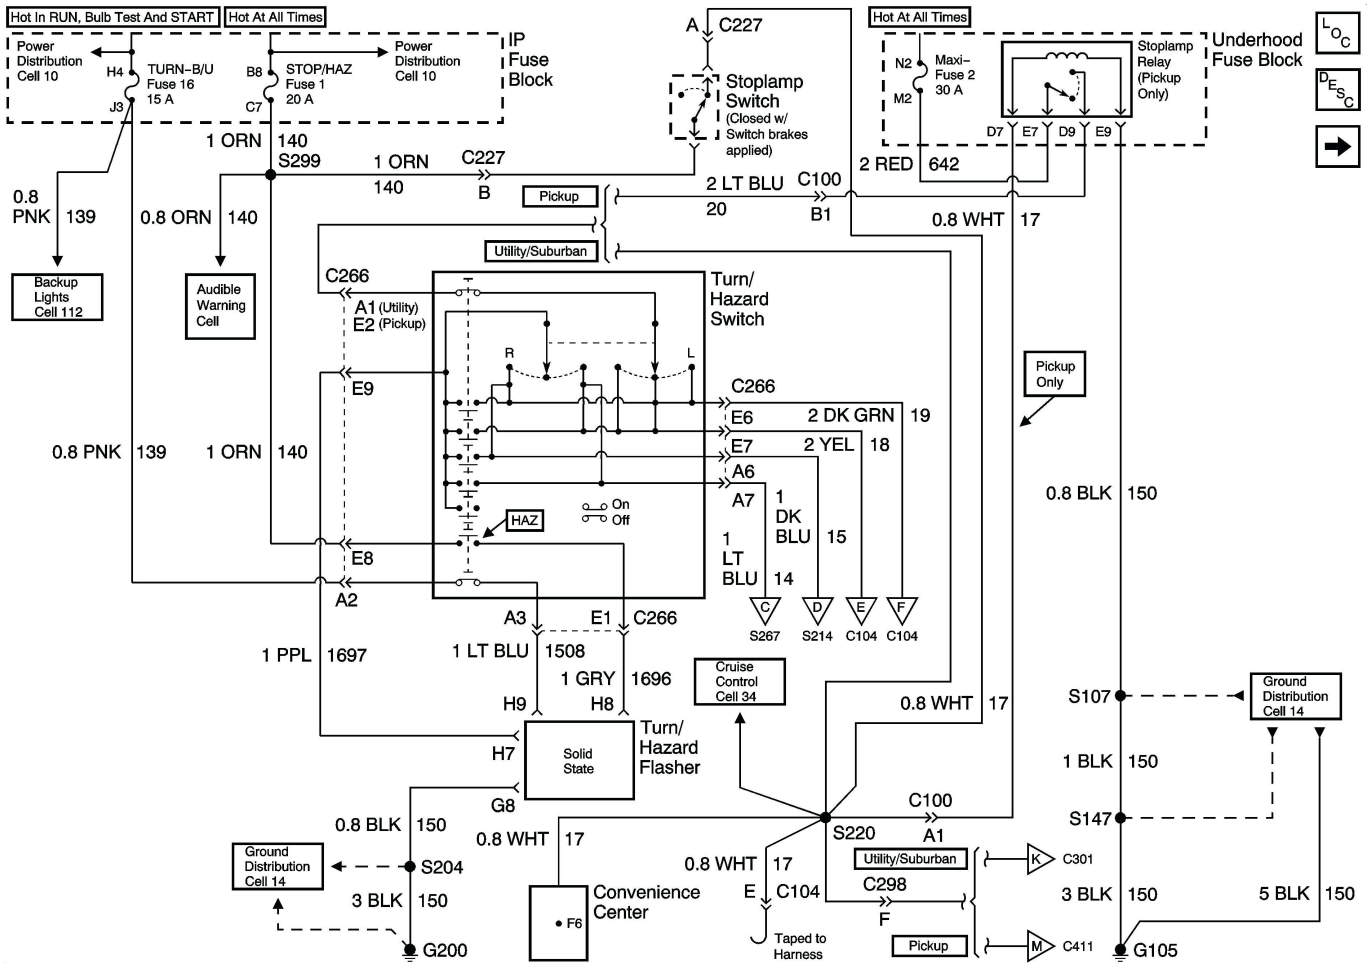 Hot In RUN, Bulb Test And START
Hot At All Times
Power
Distribution
Cell 10
H4
J3
TURN–B/U
Fuse 16
15 A
B8
C7
STOP/HAZ
Fuse 1
20 A
Power
Distribution
Cell 10
IP
Fuse
Block
A
C227
Stoplamp
Switch
(Closed w/
Switch brakes
applied)
Hot At All Times
N2
M2
Maxi–
Fuse 2
30 A
Stoplamp
Relay
(Pickup
Only)
D7
E7
D9
E9
Underhood
Fuse Block
LOC
DESC
1 ORN
140
S299
1 ORN
140
C227
B
2 RED
642
0.8
PNK
139
0.8 ORN
140
Pickup
2 LT BLU
20
C100
B1
0.8 WHT
17
Utility/Suburban
Backup
Lights
Cell 112
Audible
Warning
Cell
C266
A1 (Utility)
E2 (Pickup)
Turn/
Hazard
Switch
R
L
Pickup
Only
E9
C266
E6
2 DK GRN
19
E7
2 YEL
18
A6
A7
0.8 PNK
139
1 ORN
140
0.8 BLK
150
On
Off
HAZ
1
DK
BLU
15
1
LT
BLU
14
E8
A2
C
D
E
F
S267
S214
C104
C104
A3
E1
C266
1 LT BLU
1508
1 PPL
1697
1 GRY
1696
H9
H8
Cruise
Control
Cell 34
0.8 WHT
17
S107
Ground
Distribution
Cell 14
H7
Solid
State
Turn/
Hazard
Flasher
G8
1 BLK
150
0.8 BLK
150
0.8 WHT
17
S220
C100
A1
S147
Ground
Distribution
Cell 14
S204
3 BLK
150
0.8 WHT
17
E
C104
Utility/Suburban
K
C301
C298
F
3 BLK
150
5 BLK
150
F6
Convenience
Center
Taped to
Harness
Pickup
M
C411
G200
G105